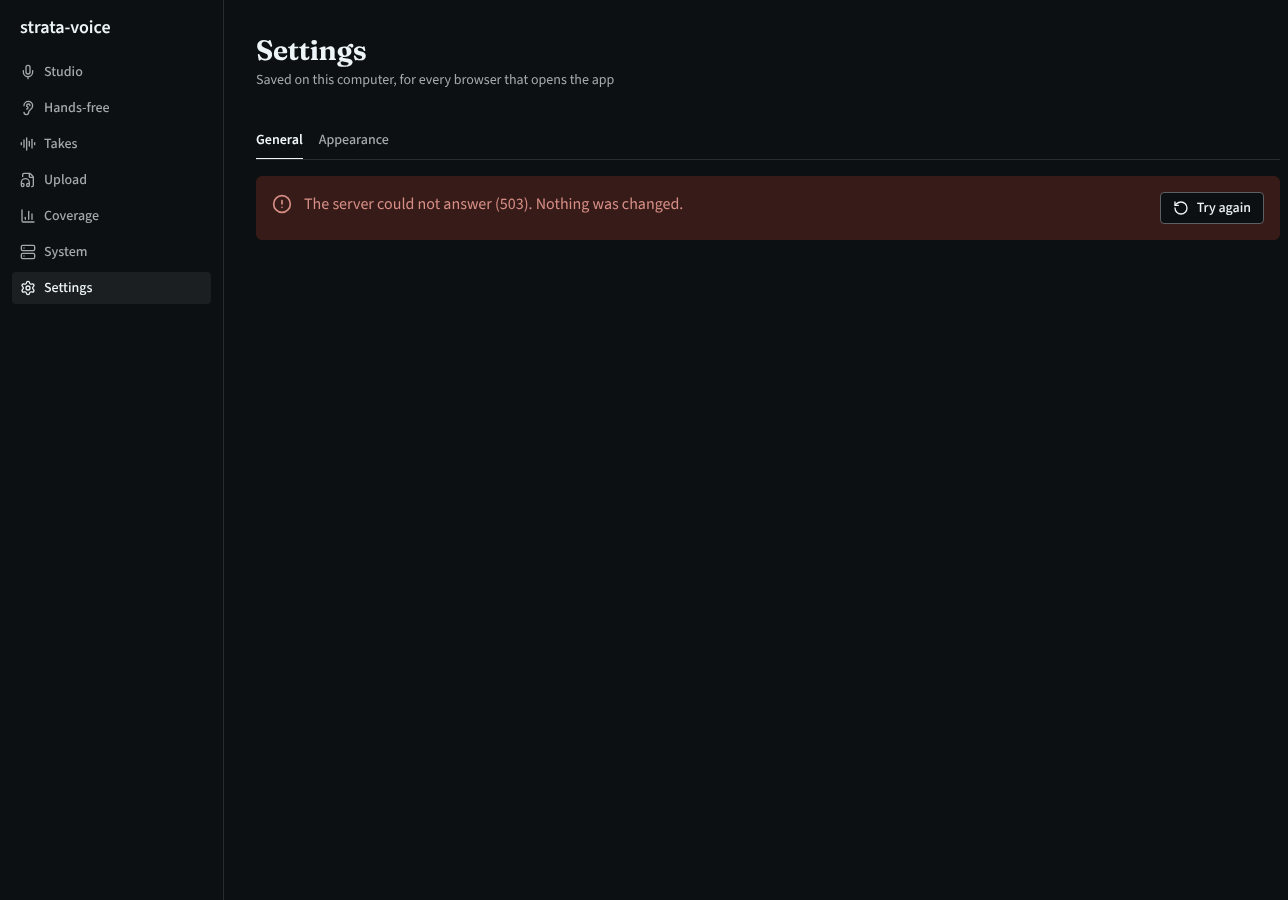 strata-voice
Studio
Hands-free
Takes
Upload
Coverage
System
Settings
Settings
Saved on this computer, for every browser that opens the app
General
Appearance
The server could not answer (503). Nothing was changed.
Try again